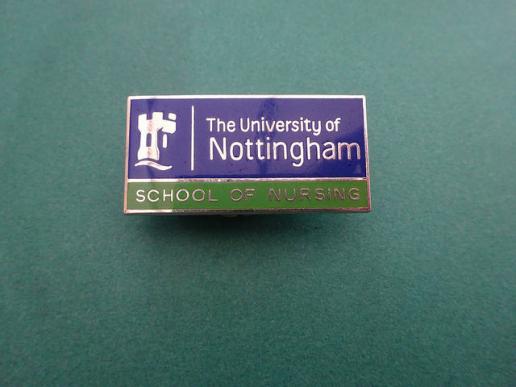 The University of
Nottingham
SCHOOL OF NURSING